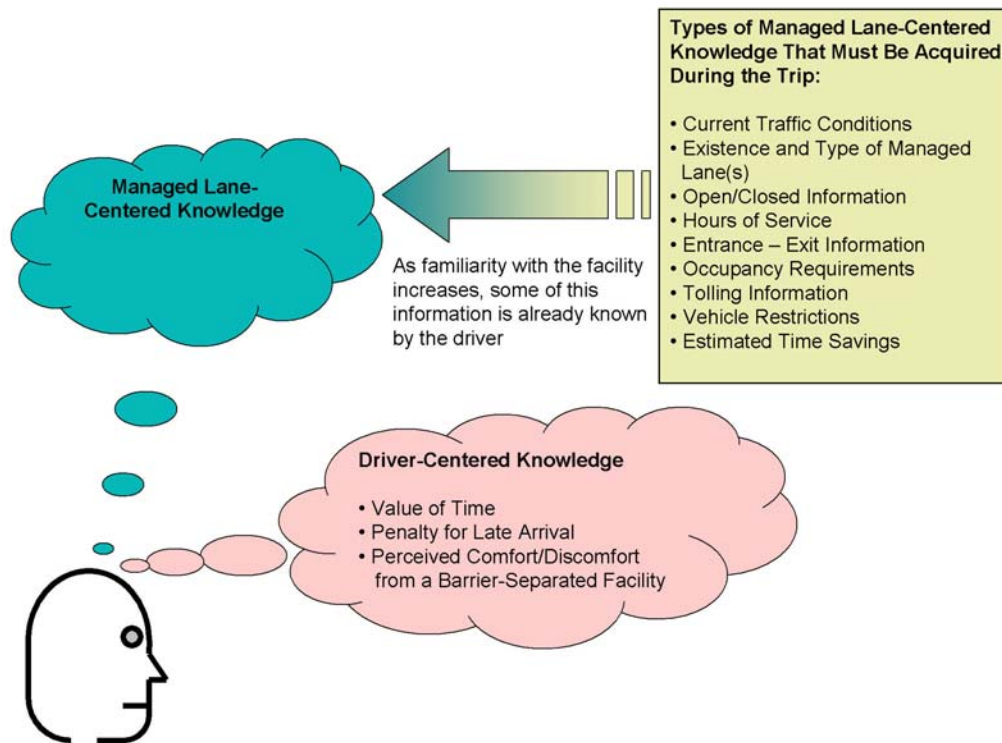 Types of Managed Lane-Centered
Knowledge That Must Be Acquired
During the Trip:
• Current Traffic Conditions
• Existence and Type of Managed
Lane(s)
• Open/Closed Information
• Hours of Service
• Entrance – Exit Information
• Occupancy Requirements
• Tolling Information
• Vehicle Restrictions
• Estimated Time Savings
Managed Lane-
Centered Knowledge
As familiarity with the facility
increases, some of this
information is already known
by the driver
Driver-Centered Knowledge
• Value of Time
• Penalty for Late Arrival
• Perceived Comfort/Discomfort
from a Barrier-Separated Facility